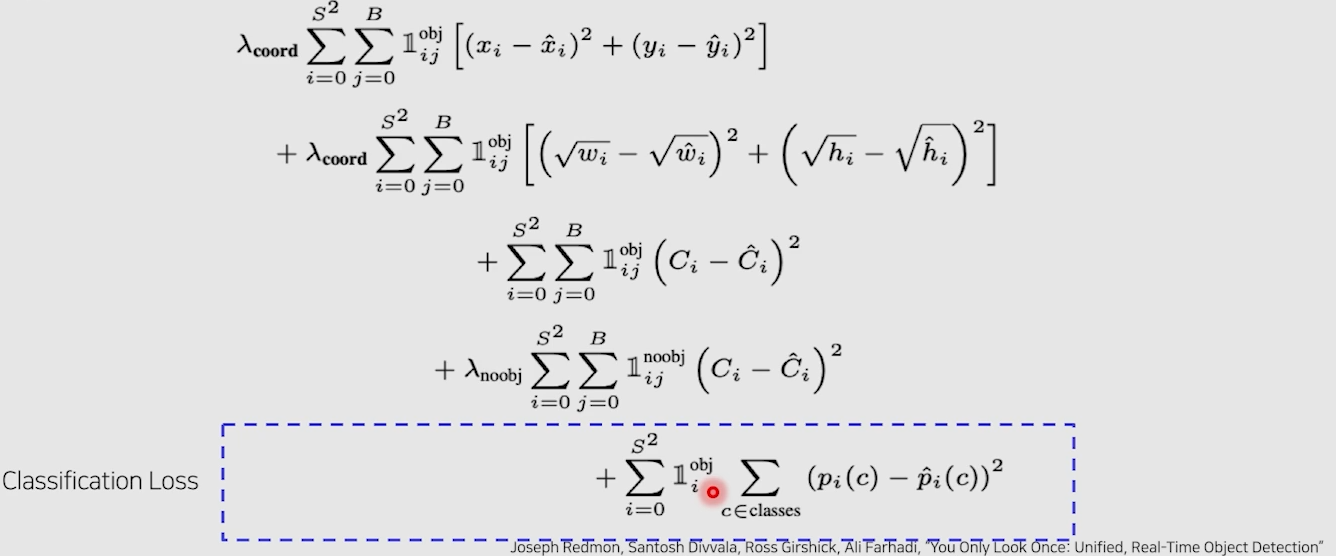 λcoord ∑_{i=0}^{S²} ∑_{j=0}^{B} 𝟙_{ij}^{obj} [(x_i − x̂_i)² + (y_i − ŷ_i)²]
+ λcoord ∑_{i=0}^{S²} ∑_{j=0}^{B} 𝟙_{ij}^{obj} [(√w_i − √ŵ_i)² + (√h_i − √ĥ_i)²]
+ ∑_{i=0}^{S²} ∑_{j=0}^{B} 𝟙_{ij}^{obj} (C_i − Ĉ_i)²
+ λnoobj ∑_{i=0}^{S²} ∑_{j=0}^{B} 𝟙_{ij}^{noobj} (C_i − Ĉ_i)²
Classification Loss
+ ∑_{i=0}^{S²} 𝟙_{i}^{obj} ∑_{c∈classes} (p_i(c) − p̂_i(c))²
Joseph Redmon, Santosh Divvala, Ross Girshick, Ali Farhadi, "You Only Look Once: Unified, Real-Time Object Detection"